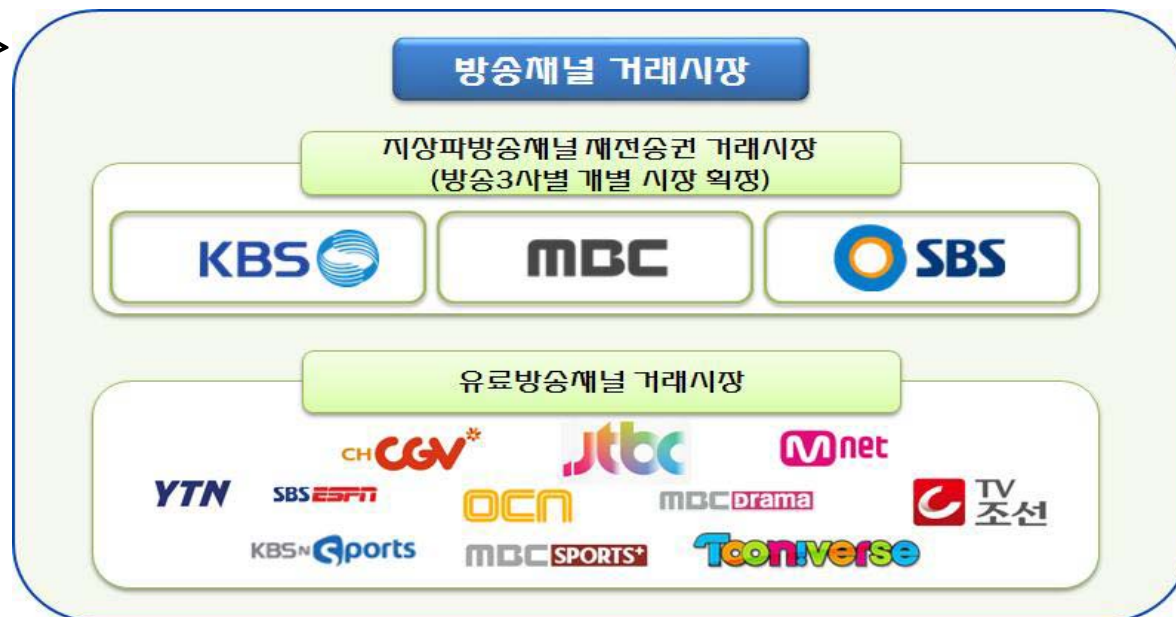 방송채널 거래시장
지상파방송채널 재전송권 거래시장
(방송3사별 개별 시장 획정)
KBS MBC SBS
유료방송채널 거래시장
CH CGV jtbc Mnet
YTN SBS ESPN OCN MBC Drama TV조선
KBS N Sports MBC SPORTS+ Tooniverse